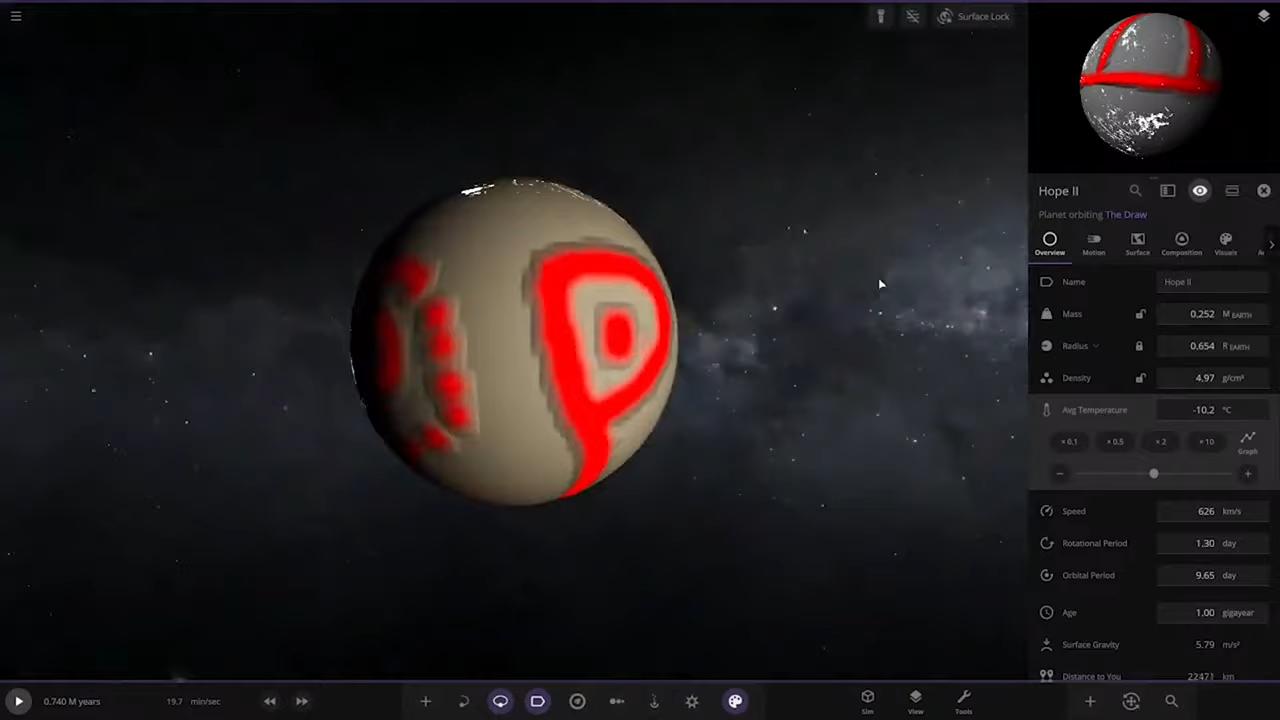 Surface Lock
Hope II
Planet orbiting The Draw
Overview Motion Surface Composition Visuals
Name Hope II
Mass 0.252 M EARTH
Radius 0.654 R EARTH
Density 4.97 g/cm³
Avg Temperature -10.2 °C
× 0.1 × 0.5 × 2 × 10 Graph
Speed 626 km/s
Rotational Period 1.30 day
Orbital Period 9.65 day
Age 1.00 gigayear
Surface Gravity 5.79 m/s²
Distance to You
0.740 M years 19.7 min/sec Sim View Tools